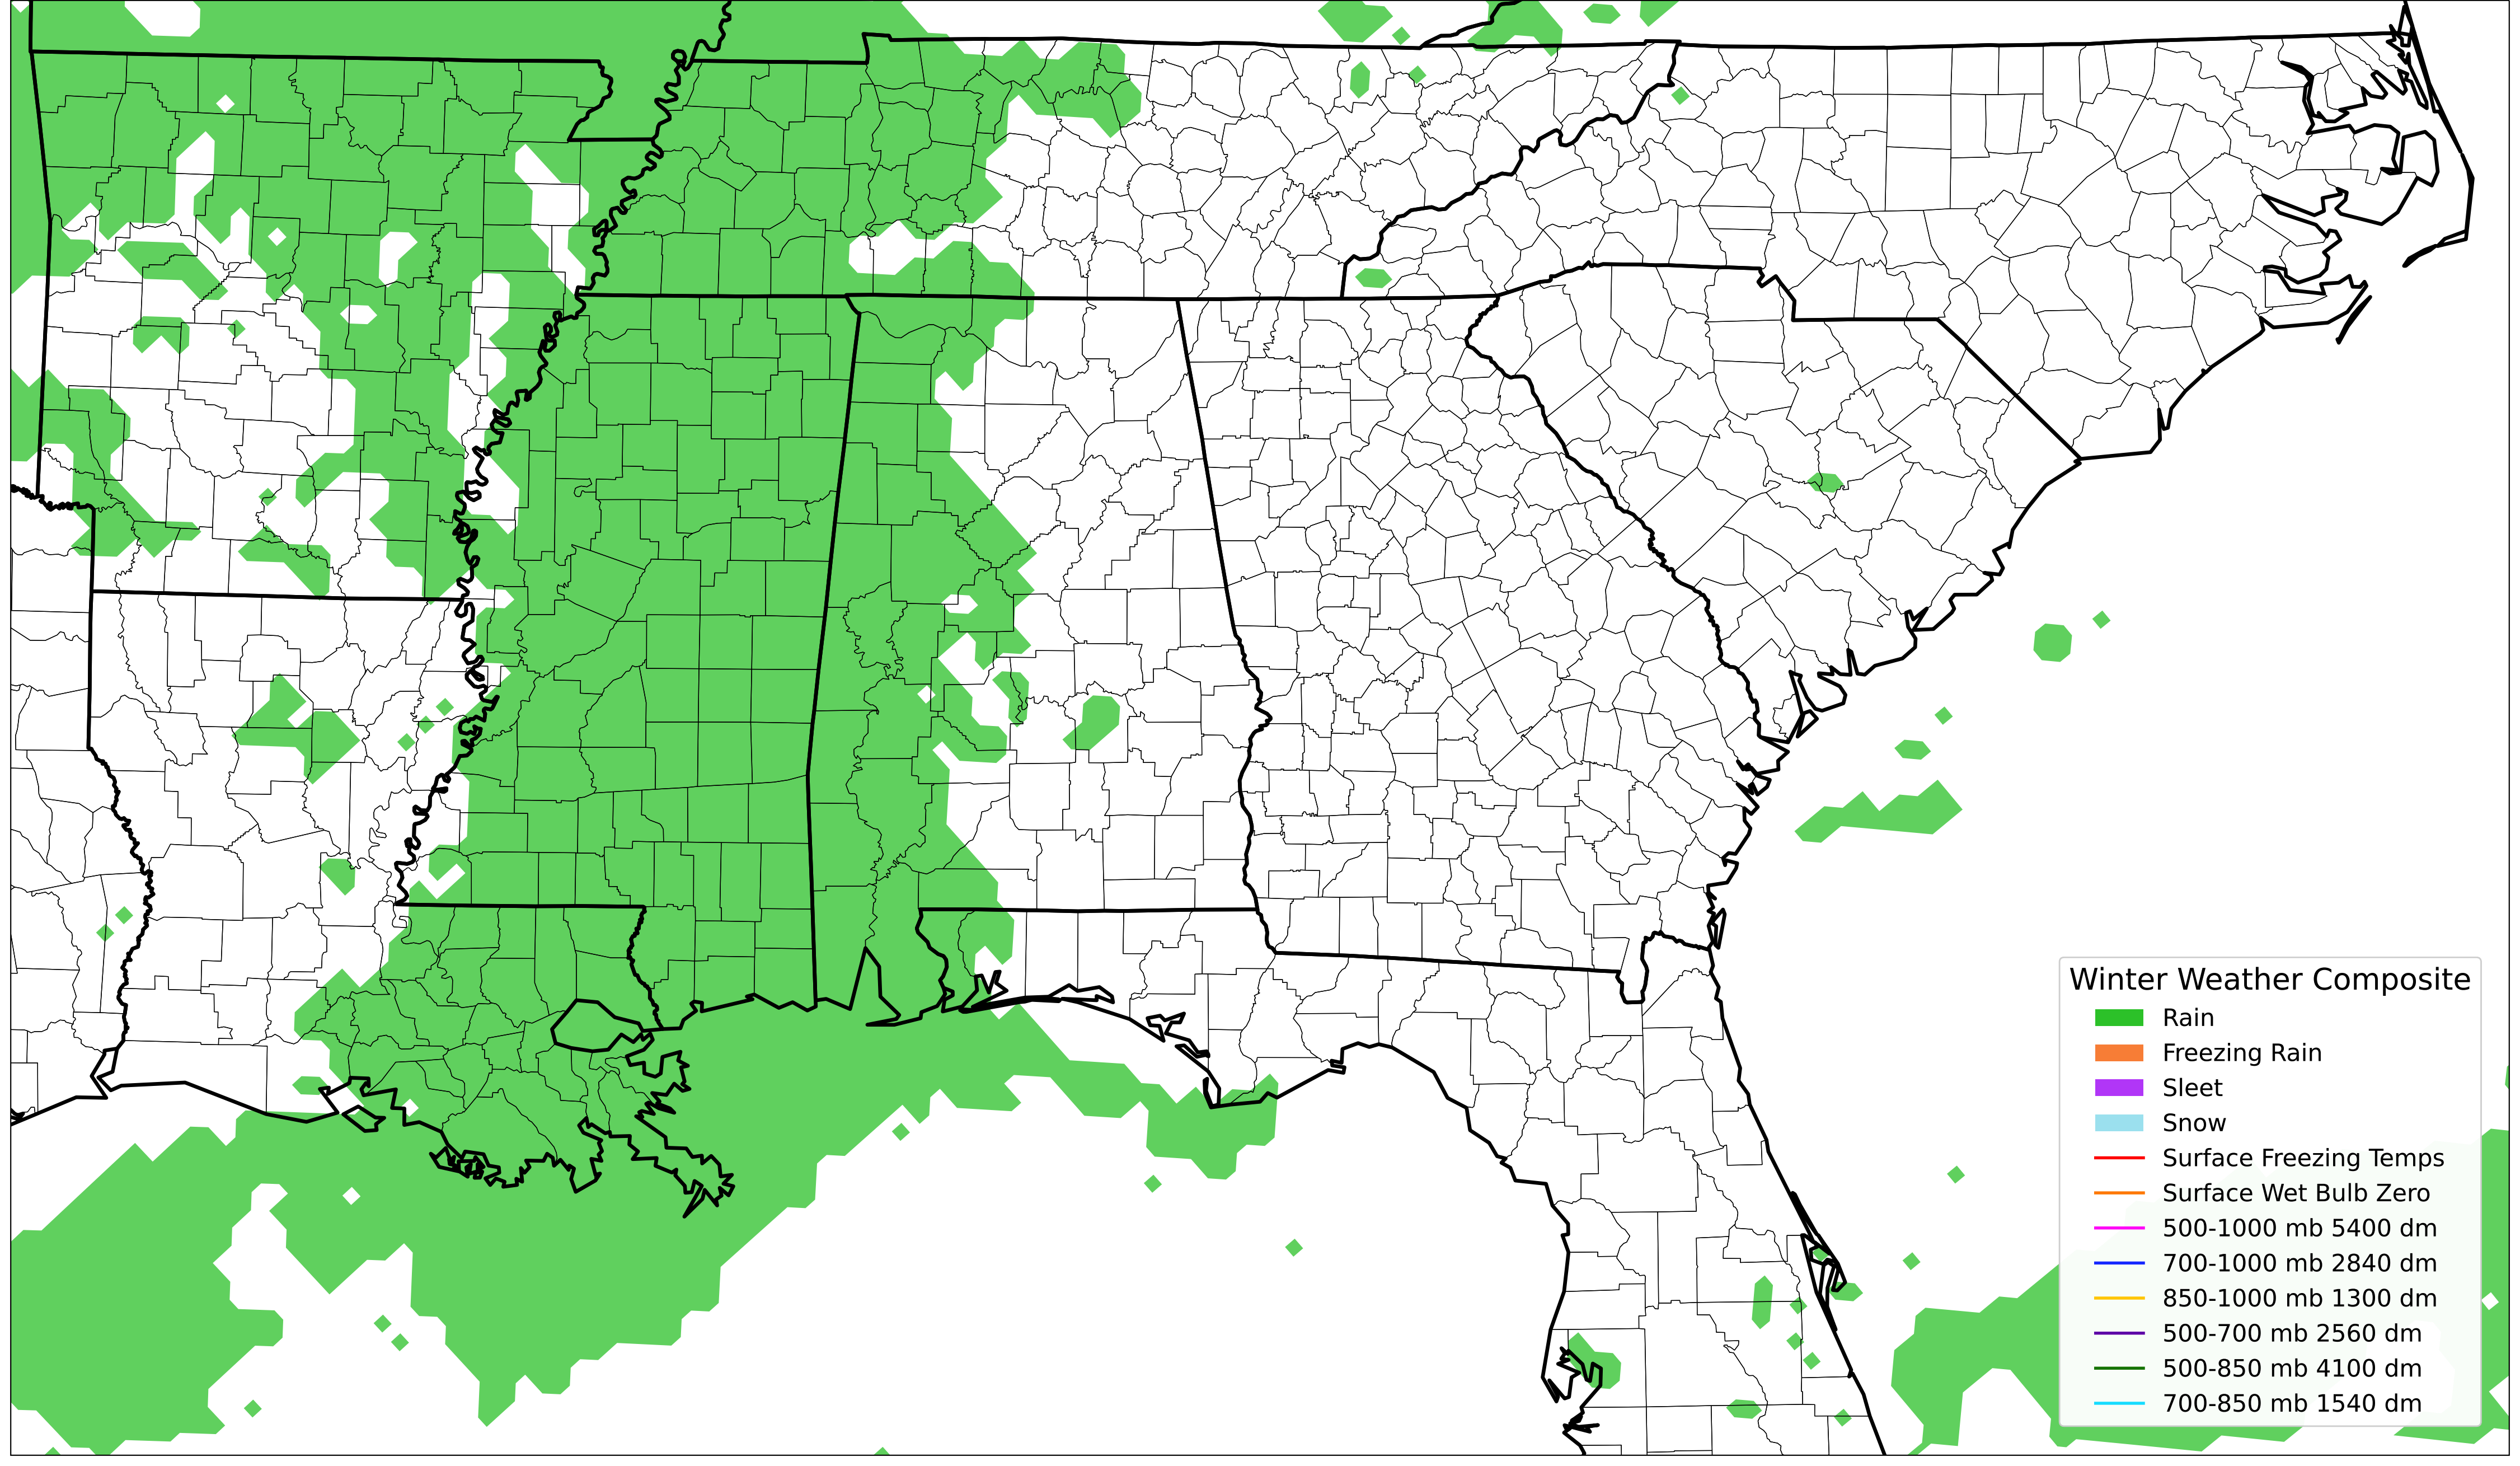 Winter Weather Composite
Rain
Freezing Rain
Sleet
Snow
Surface Freezing Temps
Surface Wet Bulb Zero
500-1000 mb 5400 dm
700-1000 mb 2840 dm
850-1000 mb 1300 dm
500-700 mb 2560 dm
500-850 mb 4100 dm
700-850 mb 1540 dm